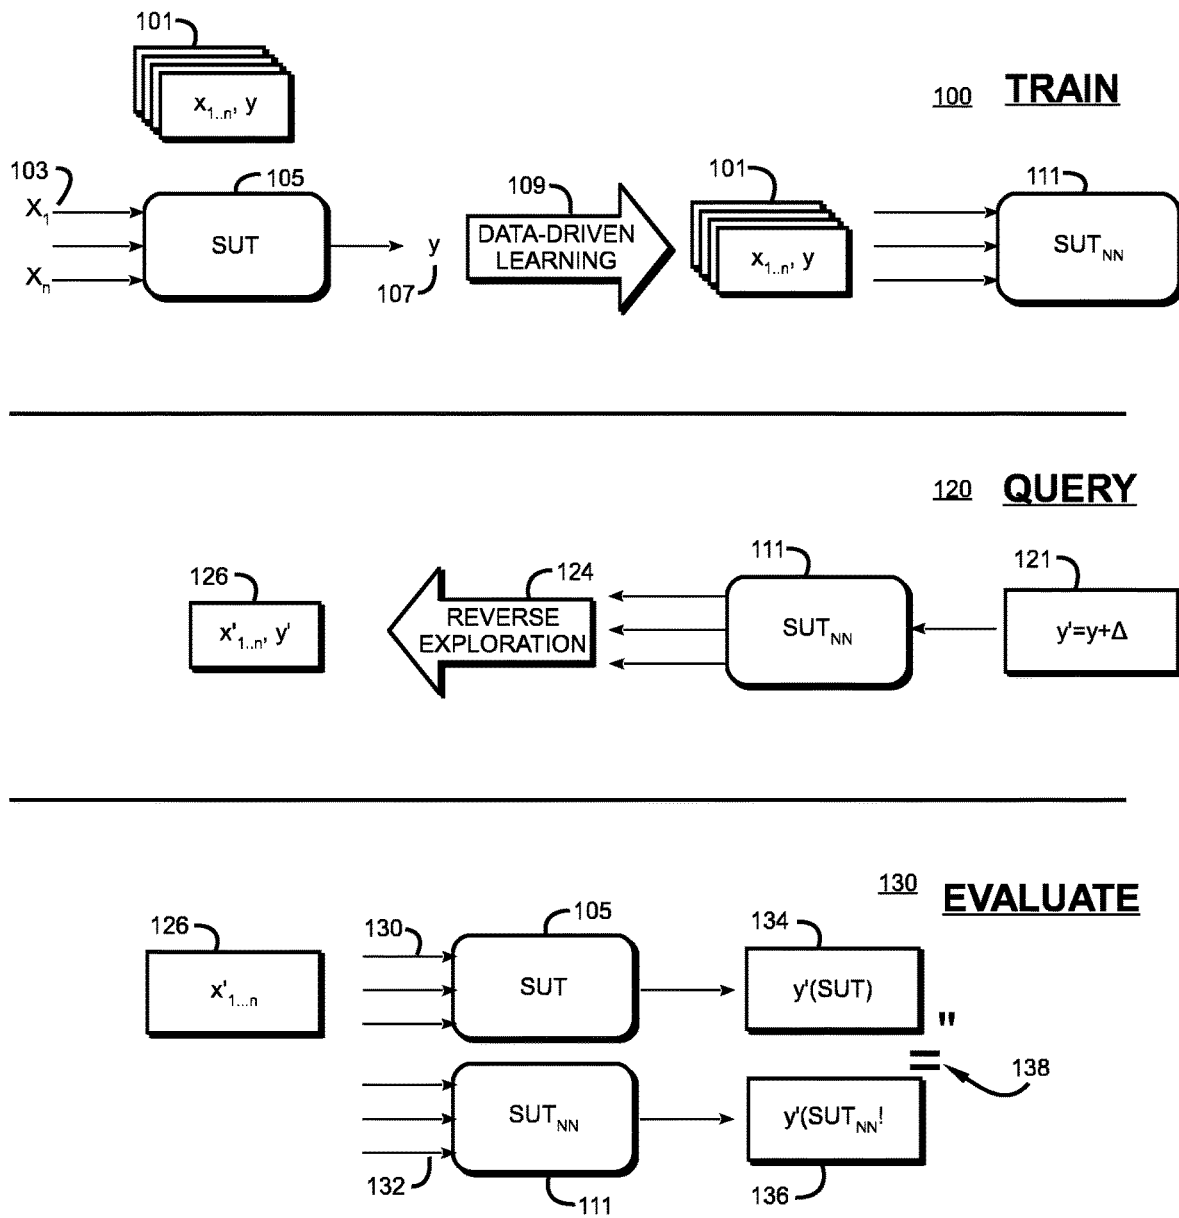 101
x1..n, y
100 TRAIN
103
X1
Xn
105
SUT
y
107
109
DATA-DRIVEN
LEARNING
101
x1..n, y
111
SUTNN
120 QUERY
126
x'1..n, y'
124
REVERSE
EXPLORATION
111
SUTNN
121
y'=y+Δ
130 EVALUATE
126
x'1...n
130
105
SUT
134
y'(SUT)
"
=
138
132
SUTNN
111
y'(SUTNN!
136